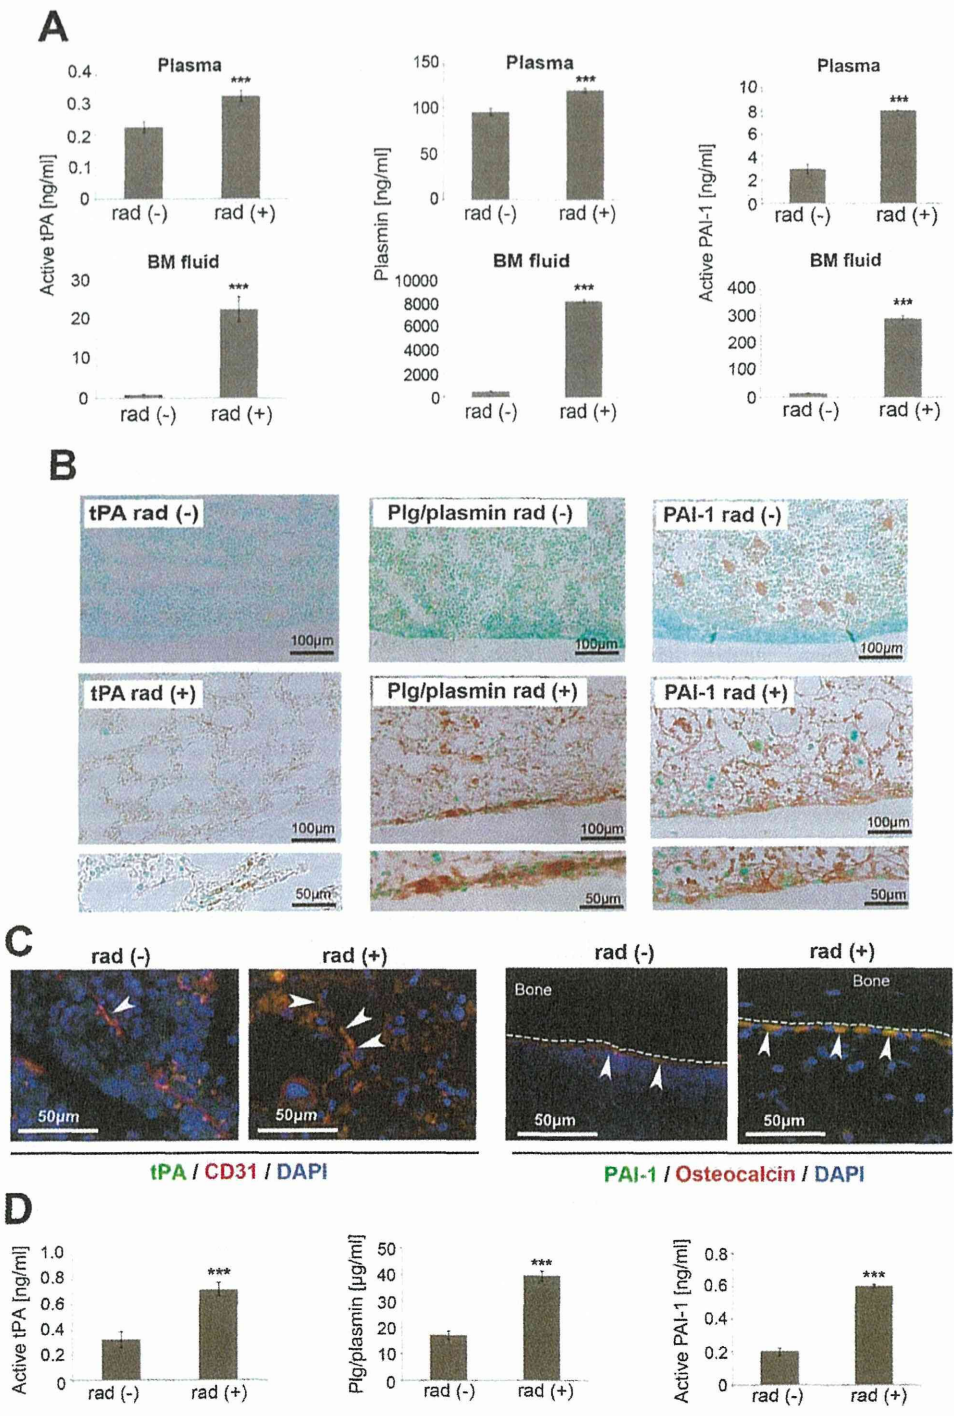 A
Plasma
Active tPA [ng/ml]
0.4
0.3
0.2
0.1
0
***
rad (-)
rad (+)
BM fluid
30
20
10
0
***
rad (-)
rad (+)
Plasma
Plasmin [ng/ml]
150
100
50
0
***
rad (-)
rad (+)
BM fluid
10000
8000
6000
4000
2000
0
***
rad (-)
rad (+)
Plasma
Active PAI-1 [ng/ml]
10
8
6
4
2
0
***
rad (-)
rad (+)
BM fluid
400
300
200
100
0
***
rad (-)
rad (+)
B
tPA rad (-)
100µm
Plg/plasmin rad (-)
100µm
PAI-1 rad (-)
100µm
tPA rad (+)
100µm
Plg/plasmin rad (+)
100µm
PAI-1 rad (+)
100µm
50µm
50µm
50µm
C
rad (-)
rad (+)
rad (-)
rad (+)
Bone
Bone
50µm
50µm
50µm
50µm
tPA / CD31 / DAPI
PAI-1 / Osteocalcin / DAPI
D
Active tPA [ng/ml]
1.0
0.8
0.6
0.4
0.2
0
***
rad (-)
rad (+)
Plg/plasmin [µg/ml]
50
40
30
20
10
0
***
rad (-)
rad (+)
Active PAI-1 [ng/ml]
0.8
0.6
0.4
0.2
0
***
rad (-)
rad (+)